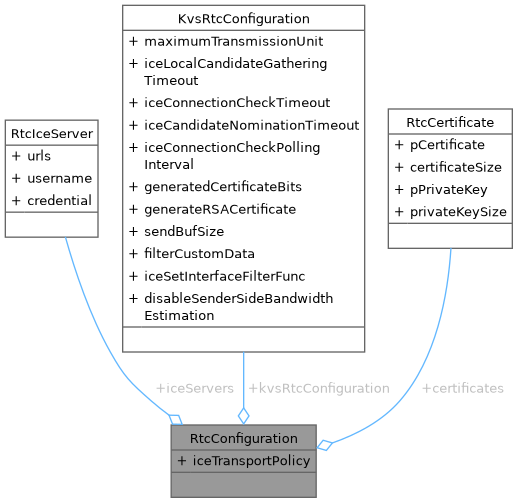 KvsRtcConfiguration
+ maximumTransmissionUnit
+ iceLocalCandidateGathering
Timeout
+ iceConnectionCheckTimeout
+ iceCandidateNominationTimeout
+ iceConnectionCheckPolling
Interval
+ generatedCertificateBits
+ generateRSACertificate
+ sendBufSize
+ filterCustomData
+ iceSetInterfaceFilterFunc
+ disableSenderSideBandwidth
Estimation
RtcIceServer
+ urls
+ username
+ credential
RtcCertificate
+ pCertificate
+ certificateSize
+ pPrivateKey
+ privateKeySize
+iceServers
+kvsRtcConfiguration
+certificates
RtcConfiguration
+ iceTransportPolicy